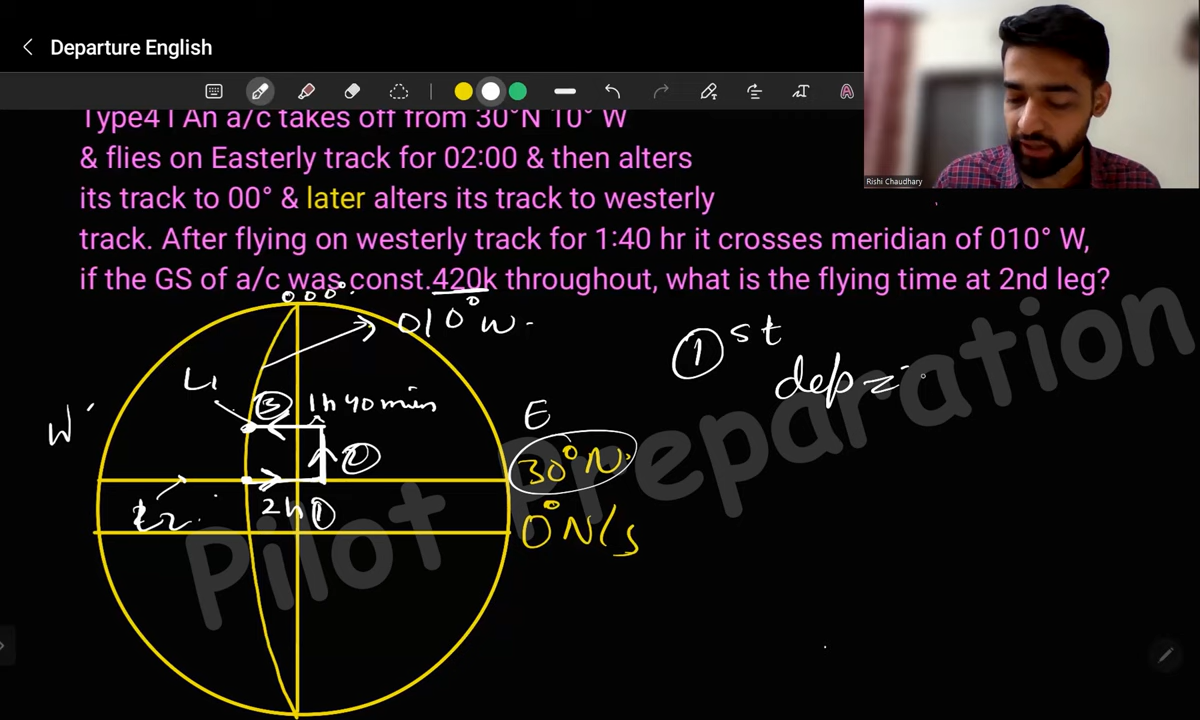 Departure English
Type4 I An a/c takes off from 30°N 10° W
& flies on Easterly track for 02:00 & then alters
its track to 00° & later alters its track to westerly
track. After flying on westerly track for 1:40 hr it crosses meridian of 010° W,
if the GS of a/c was const.420k throughout, what is the flying time at 2nd leg?
Rishi Chaudhary
000°
010°W
① st
dep =
L1
③ 1h 40 mins
W
E
②
30°N
2h ①
L2
0°N/s
Pilot Preparation